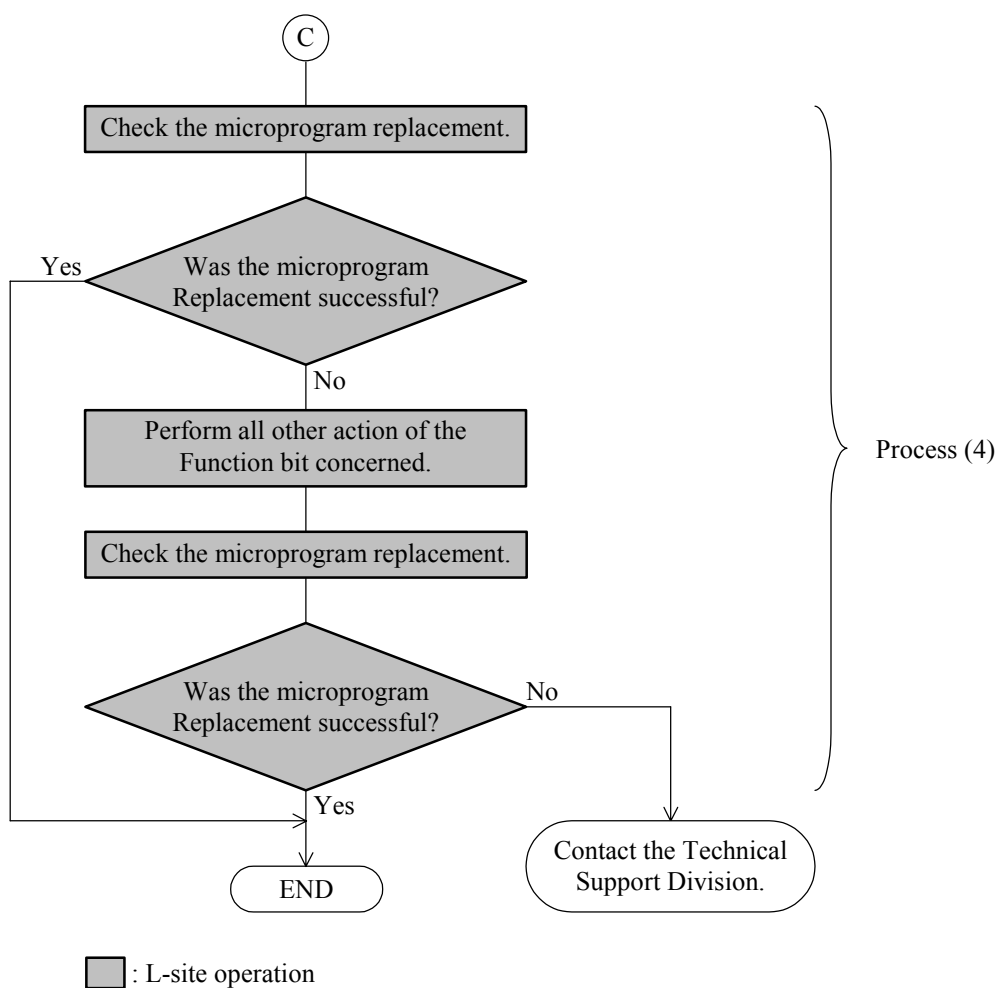 C
Check the microprogram replacement.
Was the microprogram
Replacement successful?
Yes
No
Perform all other action of the
Function bit concerned.
Check the microprogram replacement.
Was the microprogram
Replacement successful?
No
Yes
END
Contact the Technical
Support Division.
Process (4)
: L-site operation